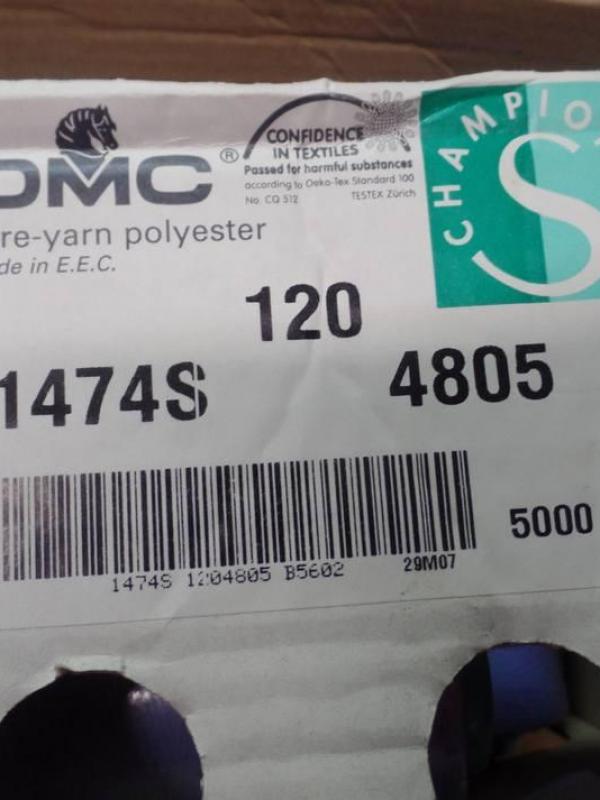 DMC®
CONFIDENCE
IN TEXTILES
Passed for harmful substances
according to Oeko-Tex Standard 100
No. CQ 512 TESTEX Zürich
CHAMPIO
S
re-yarn polyester
de in E.E.C.
120
1474S 4805
5000
1474S 1204805 B5602
29M07